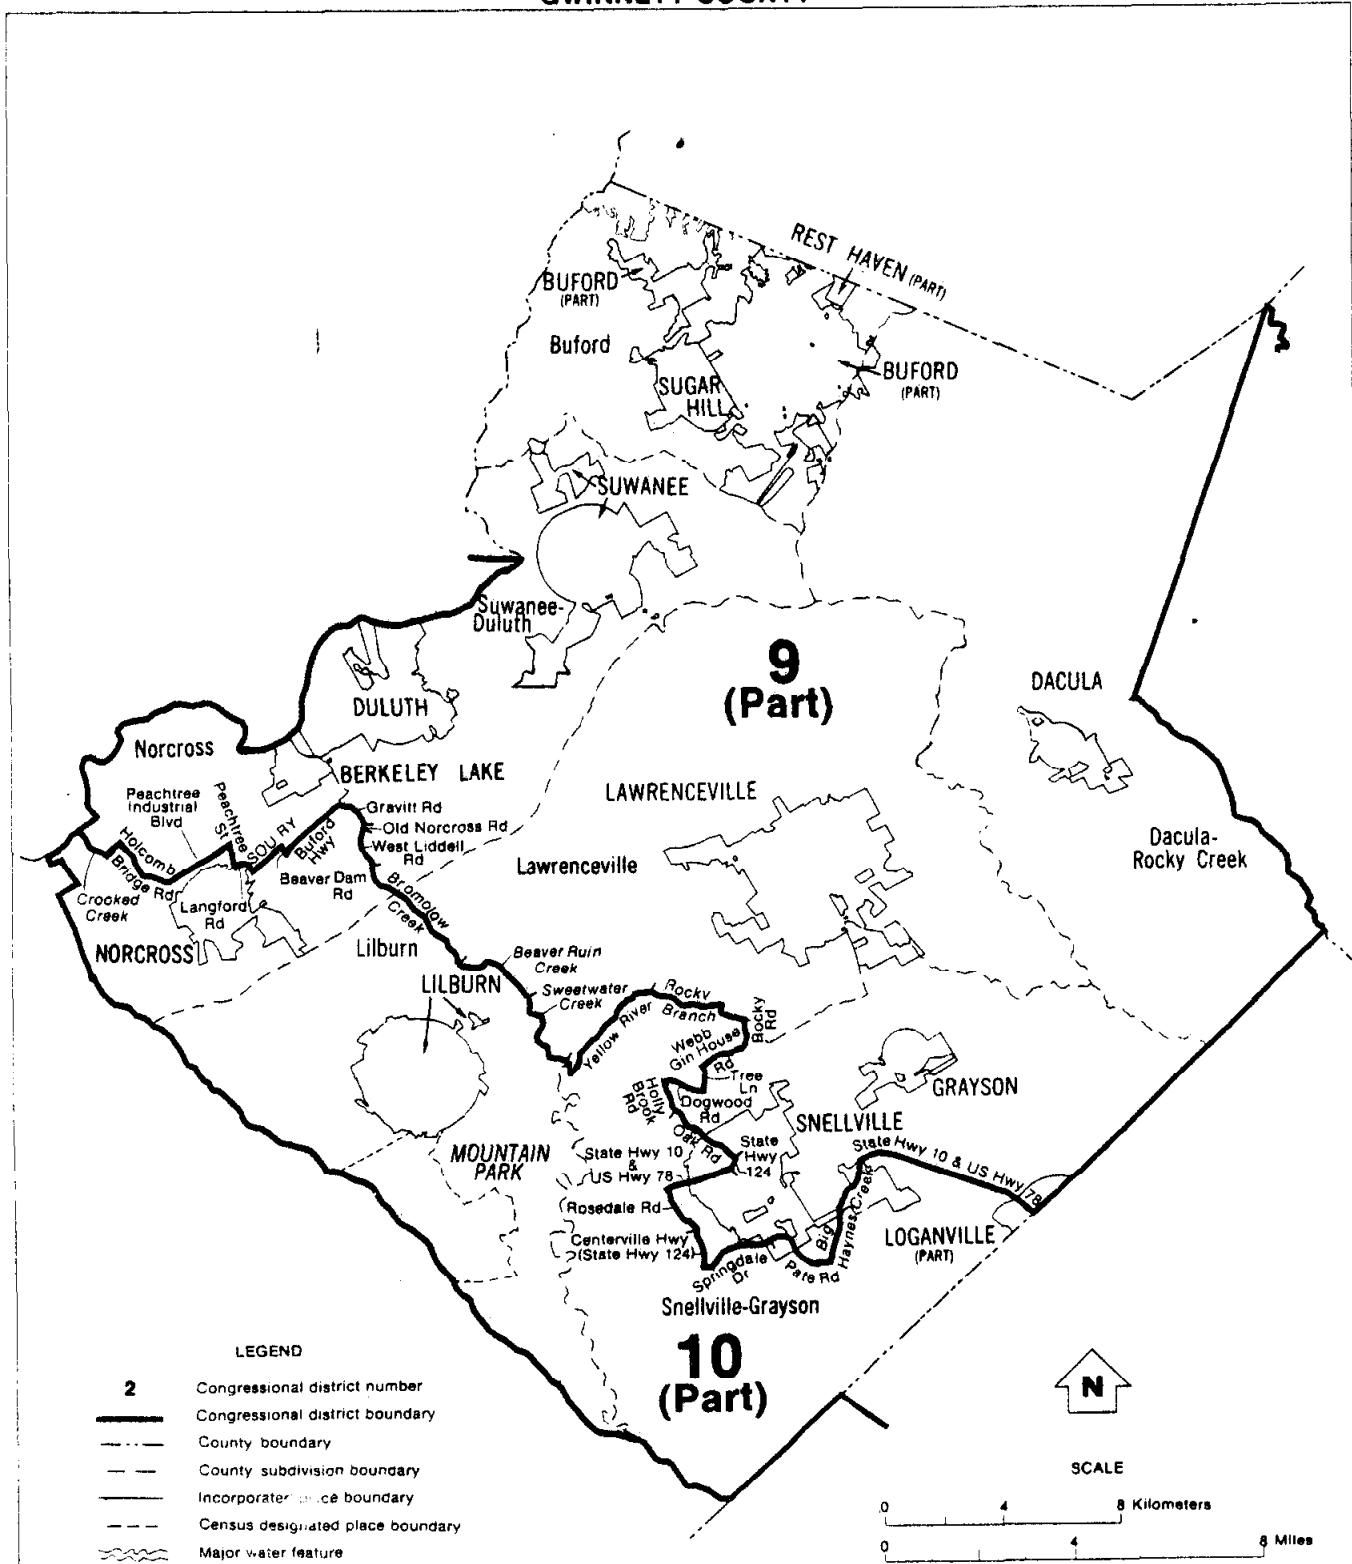 GWINNETT COUNTY
REST HAVEN (PART)
BUFORD
(PART)
Buford
BUFORD
(PART)
SUGAR
HILL
SUWANEE
Suwanee-
Duluth
9
(Part)
DACULA
DULUTH
Norcross
BERKELEY LAKE
LAWRENCEVILLE
Peachtree
Industrial
Blvd
Peachtree
St
SOU RY
Buford
Hwy
Gravitt Rd
Old Norcross Rd
West Liddell
Rd
Holcomb
Bridge Rd
Beaver Dam
Rd
Lawrenceville
Dacula-
Rocky Creek
Crooked
Creek
Langford
Rd
Bromolow
Creek
NORCROSS
Lilburn
Beaver Ruin
Creek
LILBURN
Sweetwater
Creek
Yellow River
Rocky
Branch
Rocky
Rd
Webb
Gin House
Rd
Tree
Ln
Holly
Brook
Rd
Dogwood
Rd
GRAYSON
SNELLVILLE
Oak Rd
State
Hwy
124
MOUNTAIN
PARK
State Hwy 10
&
US Hwy 78
State Hwy 10 & US Hwy 78
Rosedale Rd
Centerville Hwy
(State Hwy 124)
Big
Haynes Creek
LOGANVILLE
(PART)
Springdale
Dr
Pate Rd
Snellville-Grayson
10
(Part)
LEGEND
2 Congressional district number
Congressional district boundary
County boundary
County subdivision boundary
Incorporated place boundary
Census designated place boundary
Major water feature
N
SCALE
0 4 8 Kilometers
0 4 8 Miles